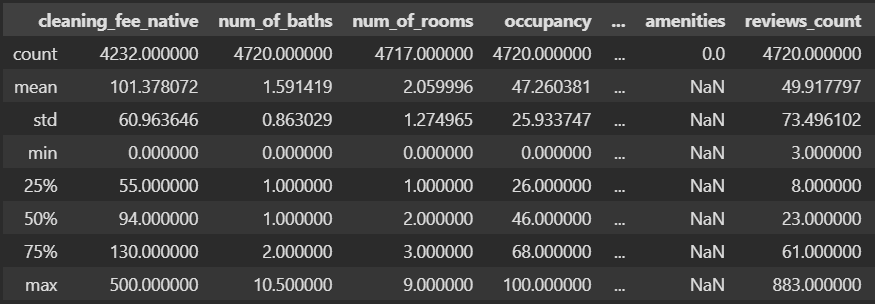 cleaning_fee_native num_of_baths num_of_rooms occupancy ... amenities reviews_count
count 4232.000000 4720.000000 4717.000000 4720.000000 ... 0.0 4720.000000
mean 101.378072 1.591419 2.059996 47.260381 ... NaN 49.917797
std 60.963646 0.863029 1.274965 25.933747 ... NaN 73.496102
min 0.000000 0.000000 0.000000 0.000000 ... NaN 3.000000
25% 55.000000 1.000000 1.000000 26.000000 ... NaN 8.000000
50% 94.000000 1.000000 2.000000 46.000000 ... NaN 23.000000
75% 130.000000 2.000000 3.000000 68.000000 ... NaN 61.000000
max 500.000000 10.500000 9.000000 100.000000 ... NaN 883.000000